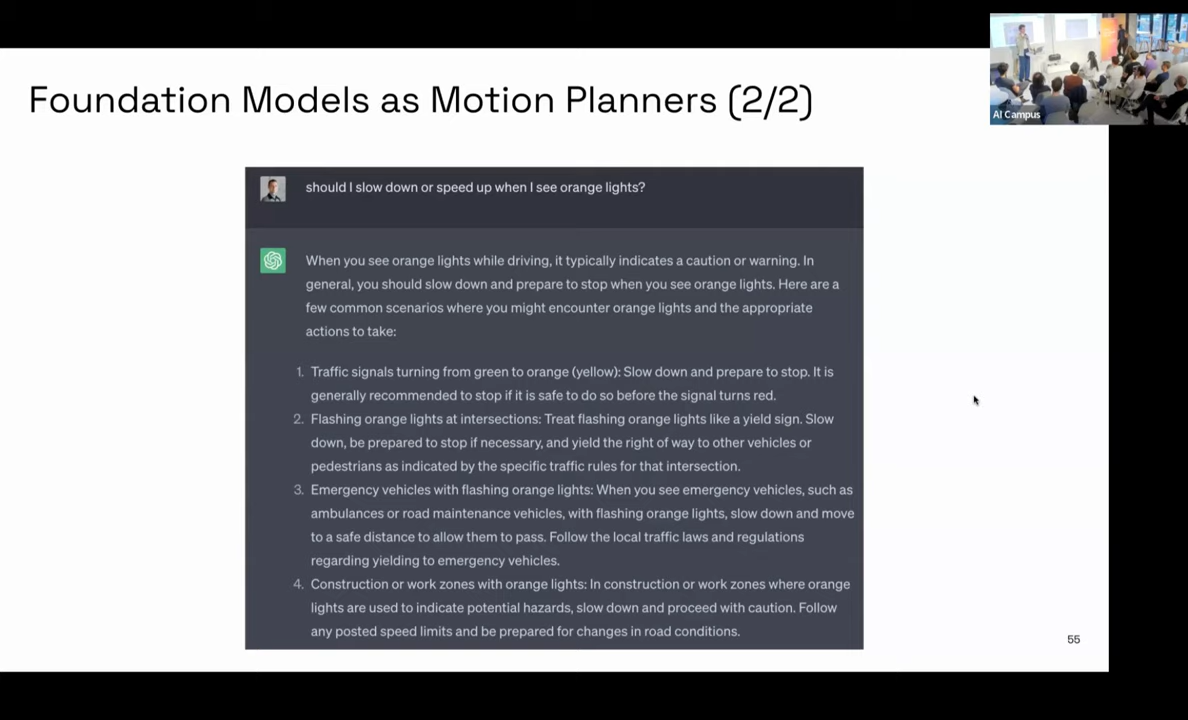 Foundation Models as Motion Planners (2/2)
AI Campus
should I slow down or speed up when I see orange lights?
When you see orange lights while driving, it typically indicates a caution or warning. In
general, you should slow down and prepare to stop when you see orange lights. Here are a
few common scenarios where you might encounter orange lights and the appropriate
actions to take:
1. Traffic signals turning from green to orange (yellow): Slow down and prepare to stop. It is
generally recommended to stop if it is safe to do so before the signal turns red.
2. Flashing orange lights at intersections: Treat flashing orange lights like a yield sign. Slow
down, be prepared to stop if necessary, and yield the right of way to other vehicles or
pedestrians as indicated by the specific traffic rules for that intersection.
3. Emergency vehicles with flashing orange lights: When you see emergency vehicles, such as
ambulances or road maintenance vehicles, with flashing orange lights, slow down and move
to a safe distance to allow them to pass. Follow the local traffic laws and regulations
regarding yielding to emergency vehicles.
4. Construction or work zones with orange lights: In construction or work zones where orange
lights are used to indicate potential hazards, slow down and proceed with caution. Follow
any posted speed limits and be prepared for changes in road conditions.
55